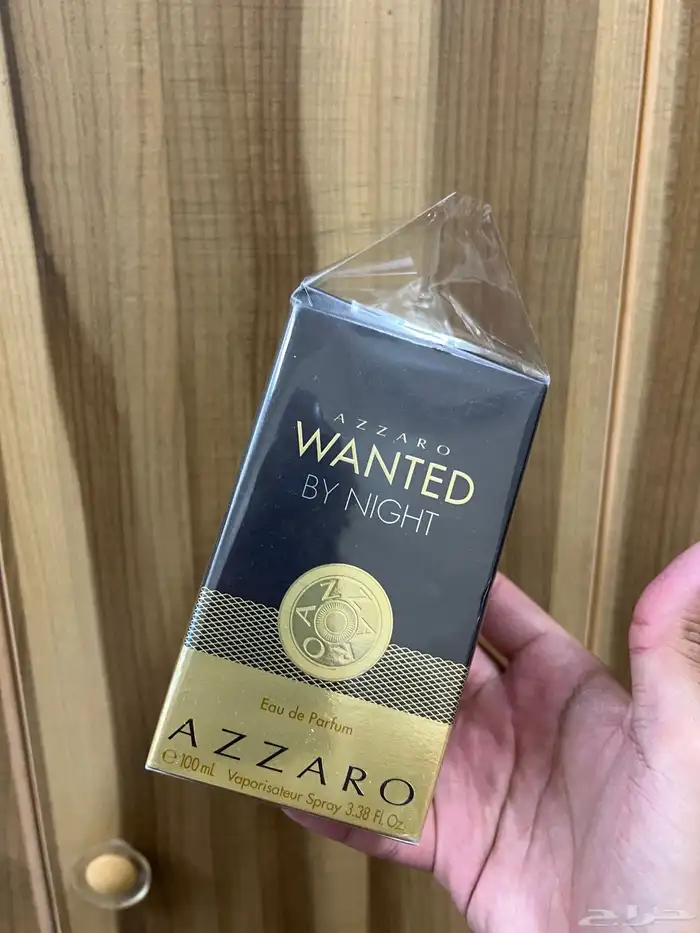 AZZARO
WANTED
BY NIGHT
AZZARO
Eau de Parfum
AZZARO
℮ 100 mL Vaporisateur Spray 3.38 Fl. Oz.
حراج